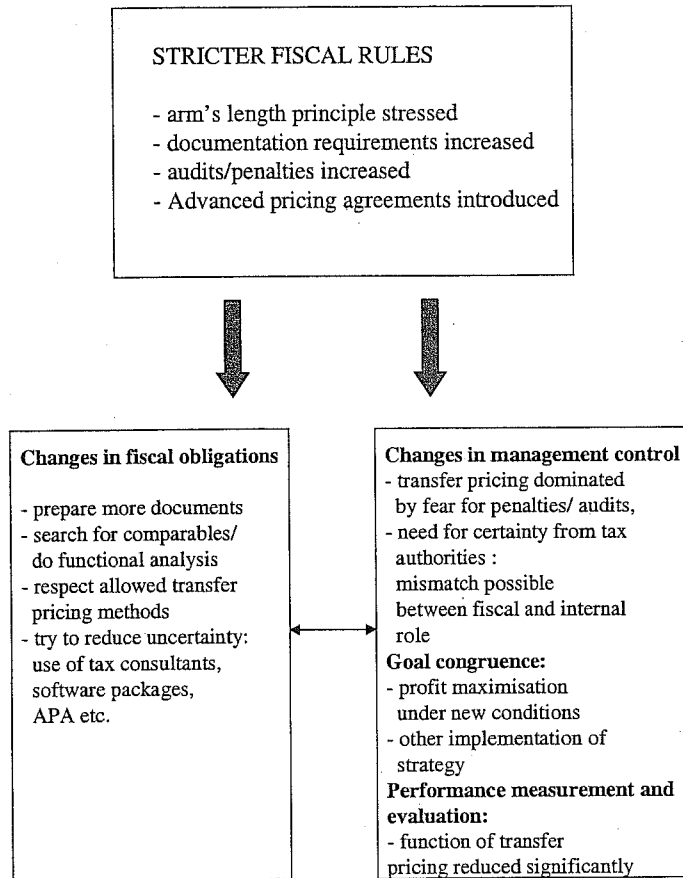 STRICTER FISCAL RULES
- arm's length principle stressed
- documentation requirements increased
- audits/penalties increased
- Advanced pricing agreements introduced
Changes in fiscal obligations
- prepare more documents
- search for comparables/
do functional analysis
- respect allowed transfer
pricing methods
- try to reduce uncertainty:
use of tax consultants,
software packages,
APA etc.
Changes in management control
- transfer pricing dominated
by fear for penalties/ audits,
- need for certainty from tax
authorities :
mismatch possible
between fiscal and internal
role
Goal congruence:
- profit maximisation
under new conditions
- other implementation of
strategy
Performance measurement and
evaluation:
- function of transfer
pricing reduced significantly